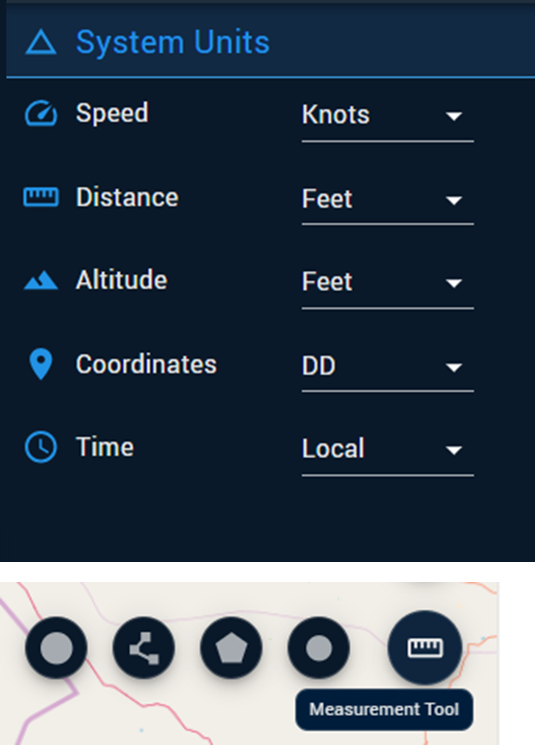 System Units
Speed Knots
Distance Feet
Altitude Feet
Coordinates DD
Time Local
Measurement Tool